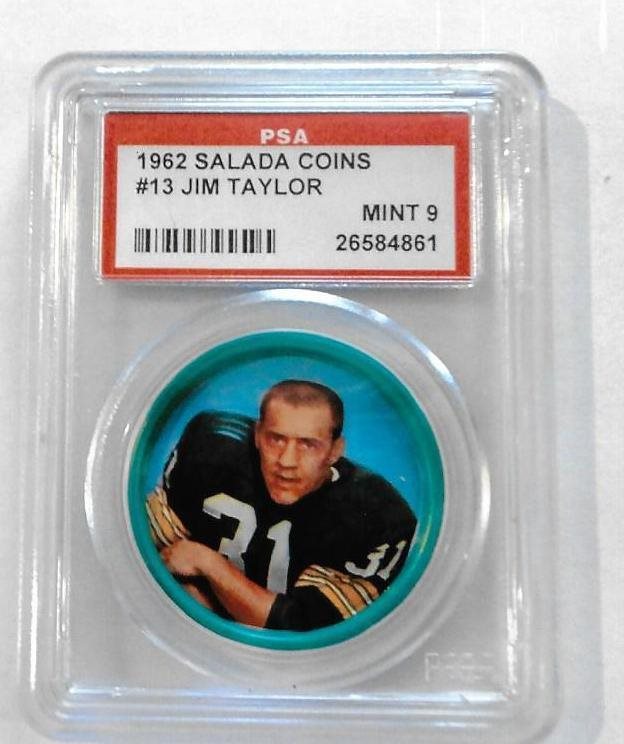 PSA
1962 SALADA COINS
#13 JIM TAYLOR
MINT 9
26584861
31
31